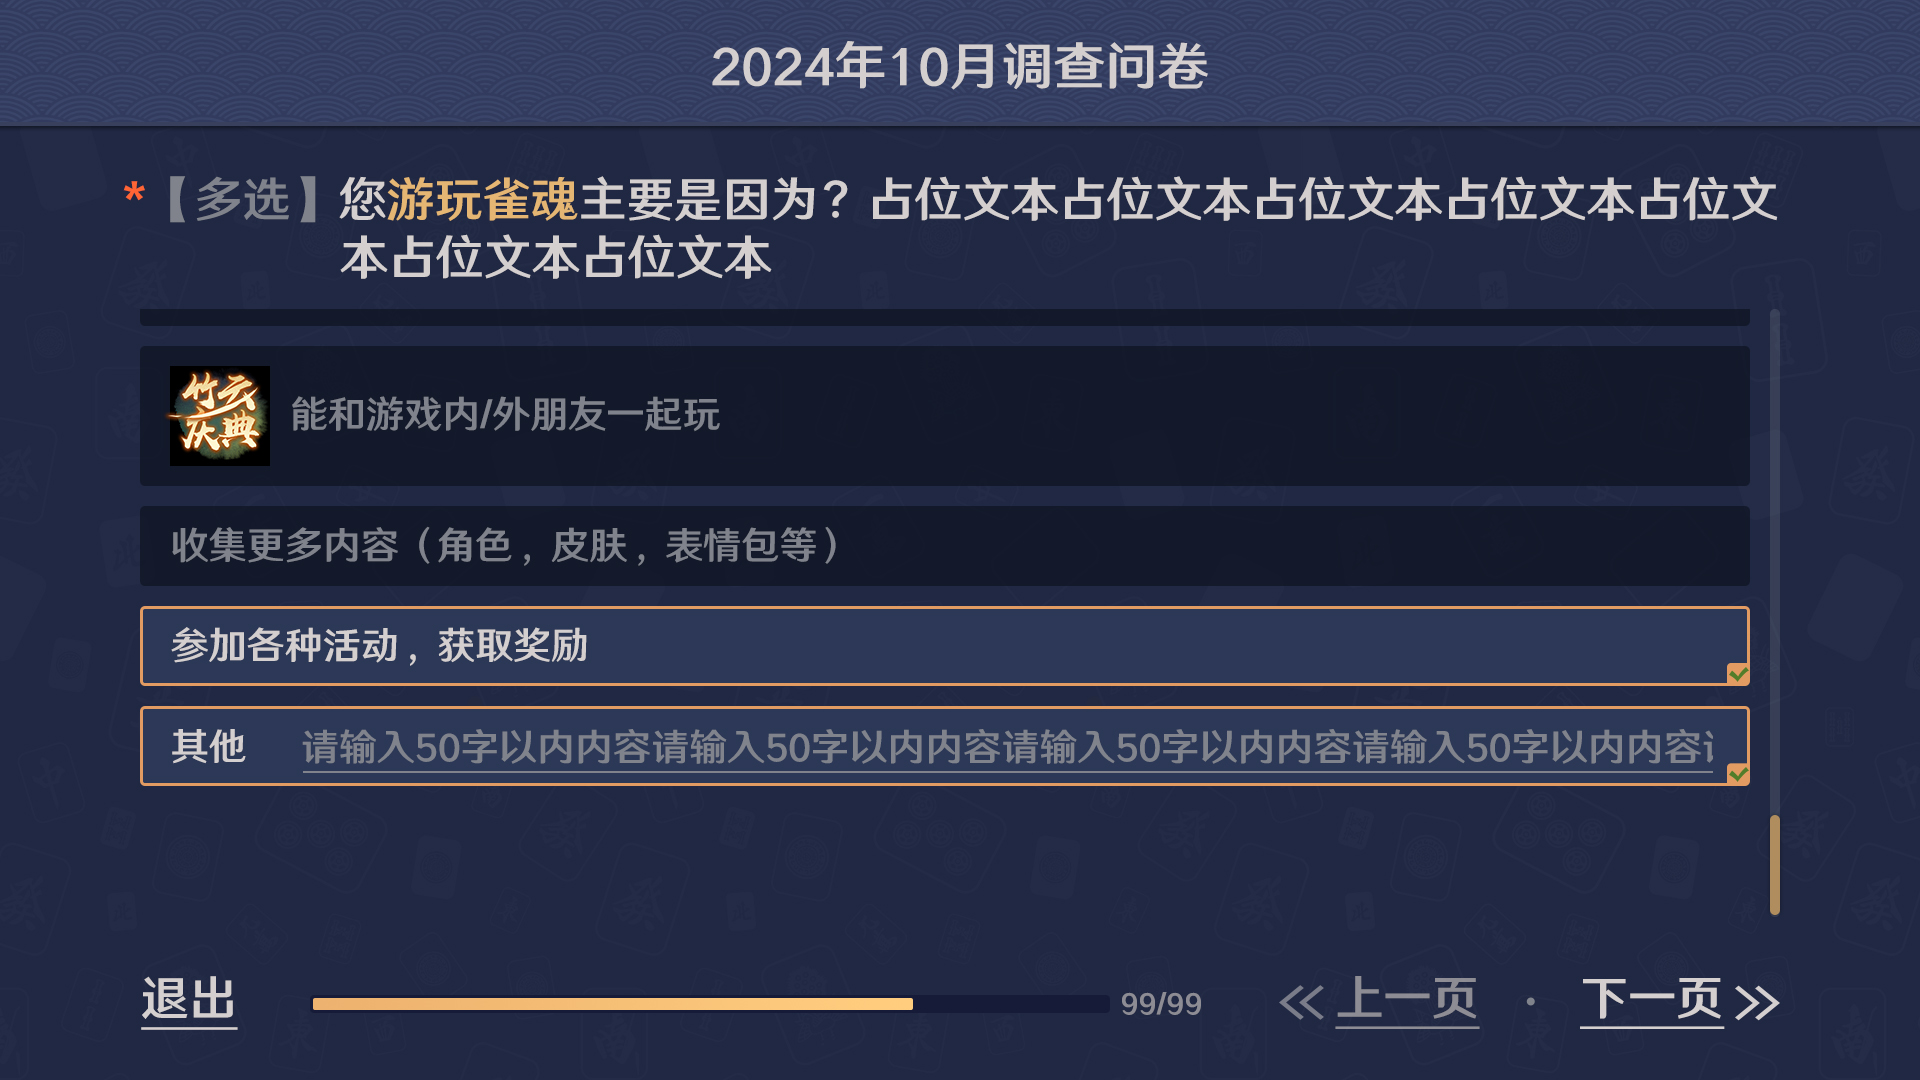 2024年10月调查问卷
*【多选】您游玩雀魂主要是因为？占位文本占位文本占位文本占位文本占位文
本占位文本占位文本
竹云
庆典
能和游戏内/外朋友一起玩
收集更多内容（角色，皮肤，表情包等）
参加各种活动，获取奖励
其他 请输入50字以内内容请输入50字以内内容请输入50字以内内容请输入50字以内内容
退出 99/99 上一页 · 下一页